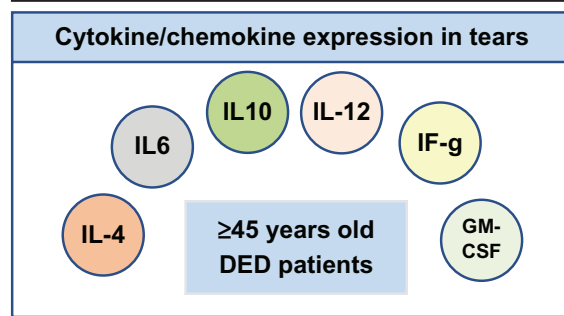 Cytokine/chemokine expression in tears
IL10
IL-12
IL6
IF-g
IL-4
≥45 years old
DED patients
GM-
CSF